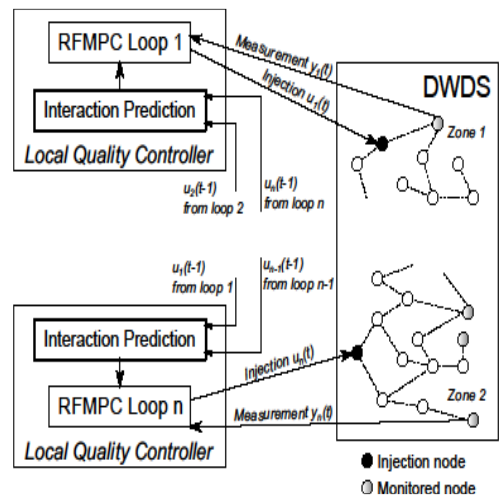 RFMPC Loop 1
Interaction Prediction
Local Quality Controller
Measurement y1(t)
Injection u1(t)
DWDS
Zone 1
u2(t-1)
from loop 2
un(t-1)
from loop n
u1(t-1)
from loop 1
un-1(t-1)
from loop n-1
Interaction Prediction
RFMPC Loop n
Local Quality Controller
Injection un(t)
Measurement yn(t)
Zone 2
Injection node
Monitored node